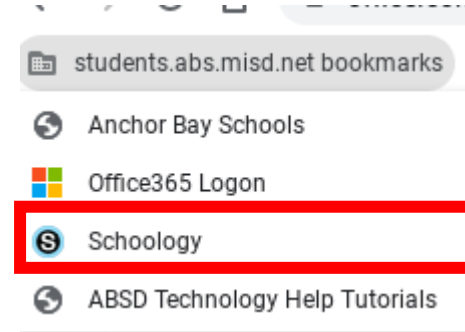 students.abs.misd.net bookmarks
Anchor Bay Schools
Office365 Logon
Schoology
ABSD Technology Help Tutorials